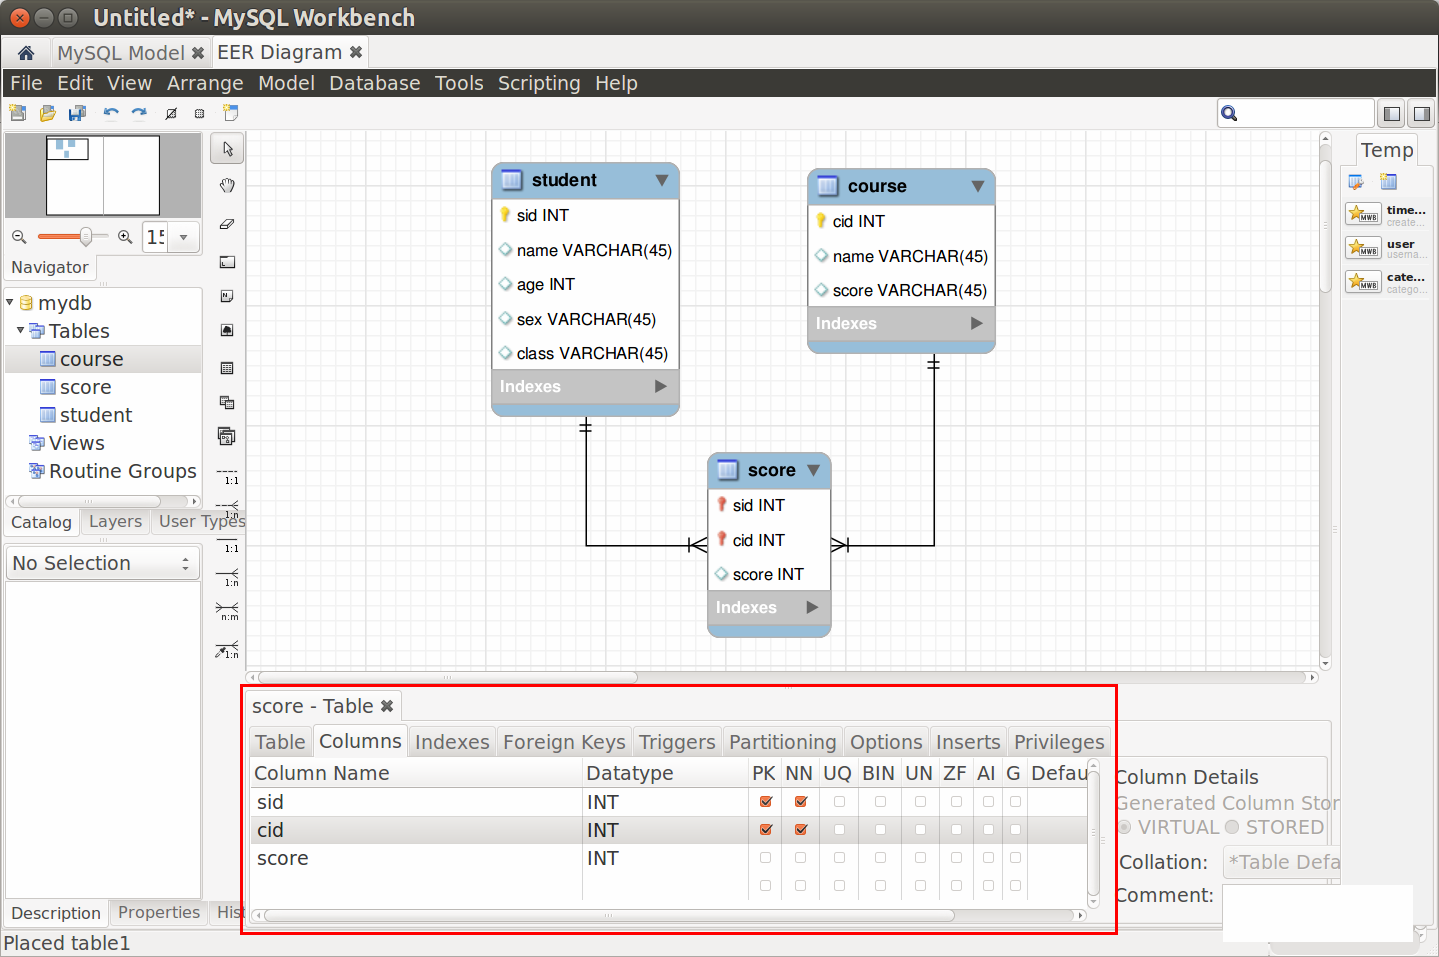 Untitled* - MySQL Workbench
MySQL Model
EER Diagram
File Edit View Arrange Model Database Tools Scripting Help
Navigator
mydb
Tables
course
score
student
Views
Routine Groups
Catalog Layers User Types
No Selection
Description Properties His
Placed table1
1:1
1:n
1:1
1:n
n:m
1:n
student
sid INT
name VARCHAR(45)
age INT
sex VARCHAR(45)
class VARCHAR(45)
Indexes
course
cid INT
name VARCHAR(45)
score VARCHAR(45)
Indexes
score
sid INT
cid INT
score INT
Indexes
Temp
time...
create...
user
userna...
cate...
catego...
score - Table
Table Columns Indexes Foreign Keys Triggers Partitioning Options Inserts Privileges
Column Name Datatype PK NN UQ BIN UN ZF AI G Defau
sid INT
cid INT
score INT
Column Details
Generated Column Stor
VIRTUAL STORED
Collation: *Table Defa
Comment: